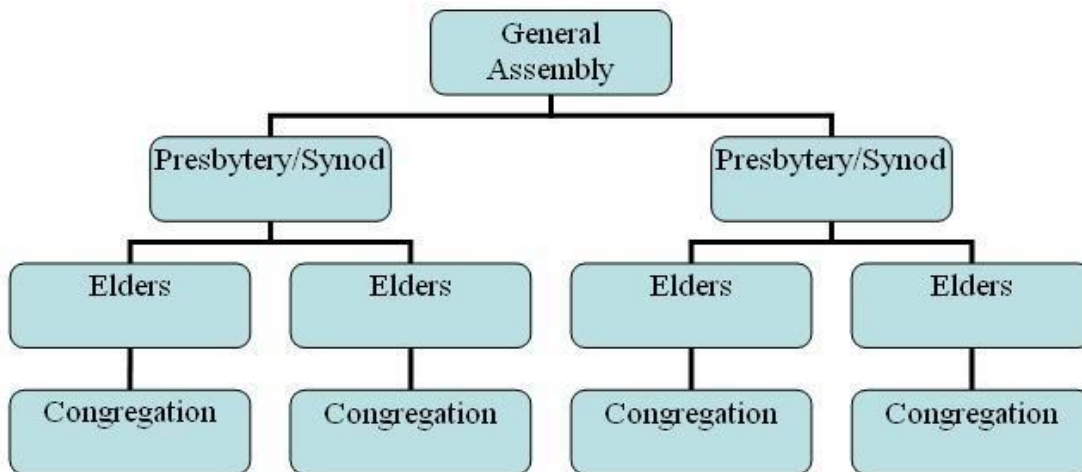 General
Assembly
Presbytery/Synod
Presbytery/Synod
Elders
Elders
Elders
Elders
Congregation
Congregation
Congregation
Congregation